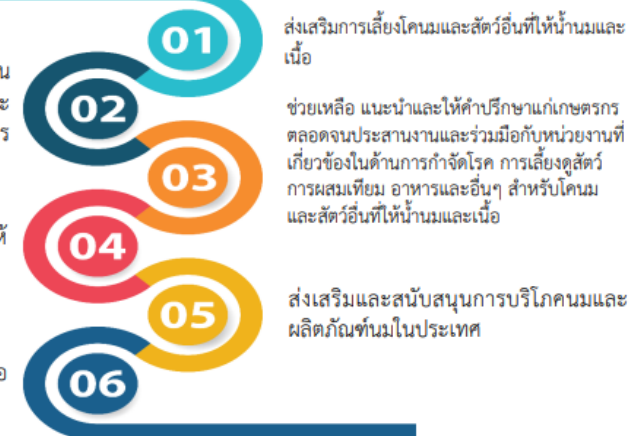 01
ส่งเสริมการเลี้ยงโคนมและสัตว์อื่นที่ให้น้ำนมและ
เนื้อ
02
03
ช่วยเหลือ แนะนำและให้คำปรึกษาแก่เกษตรกร
ตลอดจนประสานงานและร่วมมือกับหน่วยงานที่
เกี่ยวข้องในด้านการกำจัดโรค การเลี้ยงดูสัตว์
การผสมเทียม อาหารและอื่นๆ สำหรับโคนม
และสัตว์อื่นที่ให้น้ำนมและเนื้อ
04
05
ส่งเสริมและสนับสนุนการบริโภคนมและ
ผลิตภัณฑ์นมในประเทศ
06